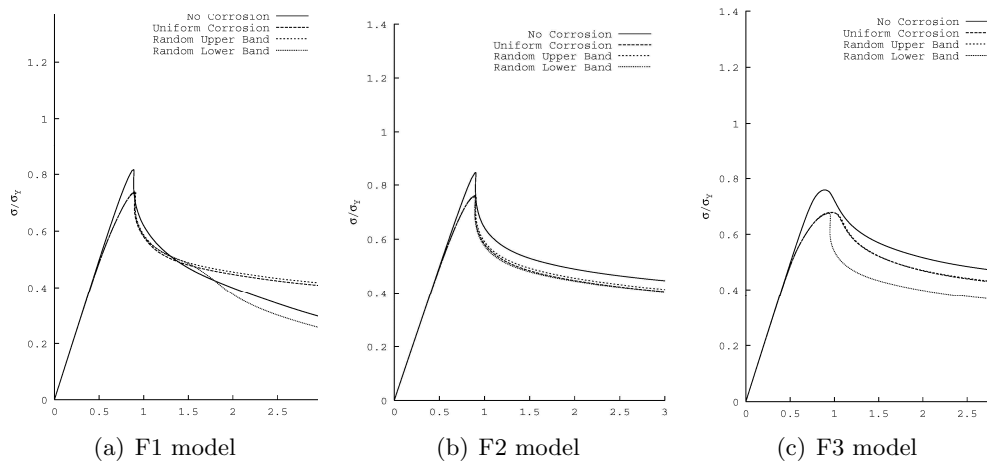 No Corrosion
Uniform Corrosion
Random Upper Band
Random Lower Band
1.2
1
0.8
0.6
0.4
0.2
0
σ/σY
0 0.5 1 1.5 2 2.5
(a) F1 model
No Corrosion
Uniform Corrosion
Random Upper Band
Random Lower Band
1.4
1.2
1
0.8
0.6
0.4
0.2
0
σ/σY
0 0.5 1 1.5 2 2.5 3
(b) F2 model
No Corrosion
Uniform Corrosion
Random Upper Band
Random Lower Band
1.4
1.2
1
0.8
0.6
0.4
0.2
0
σ/σY
0 0.5 1 1.5 2 2.5
(c) F3 model